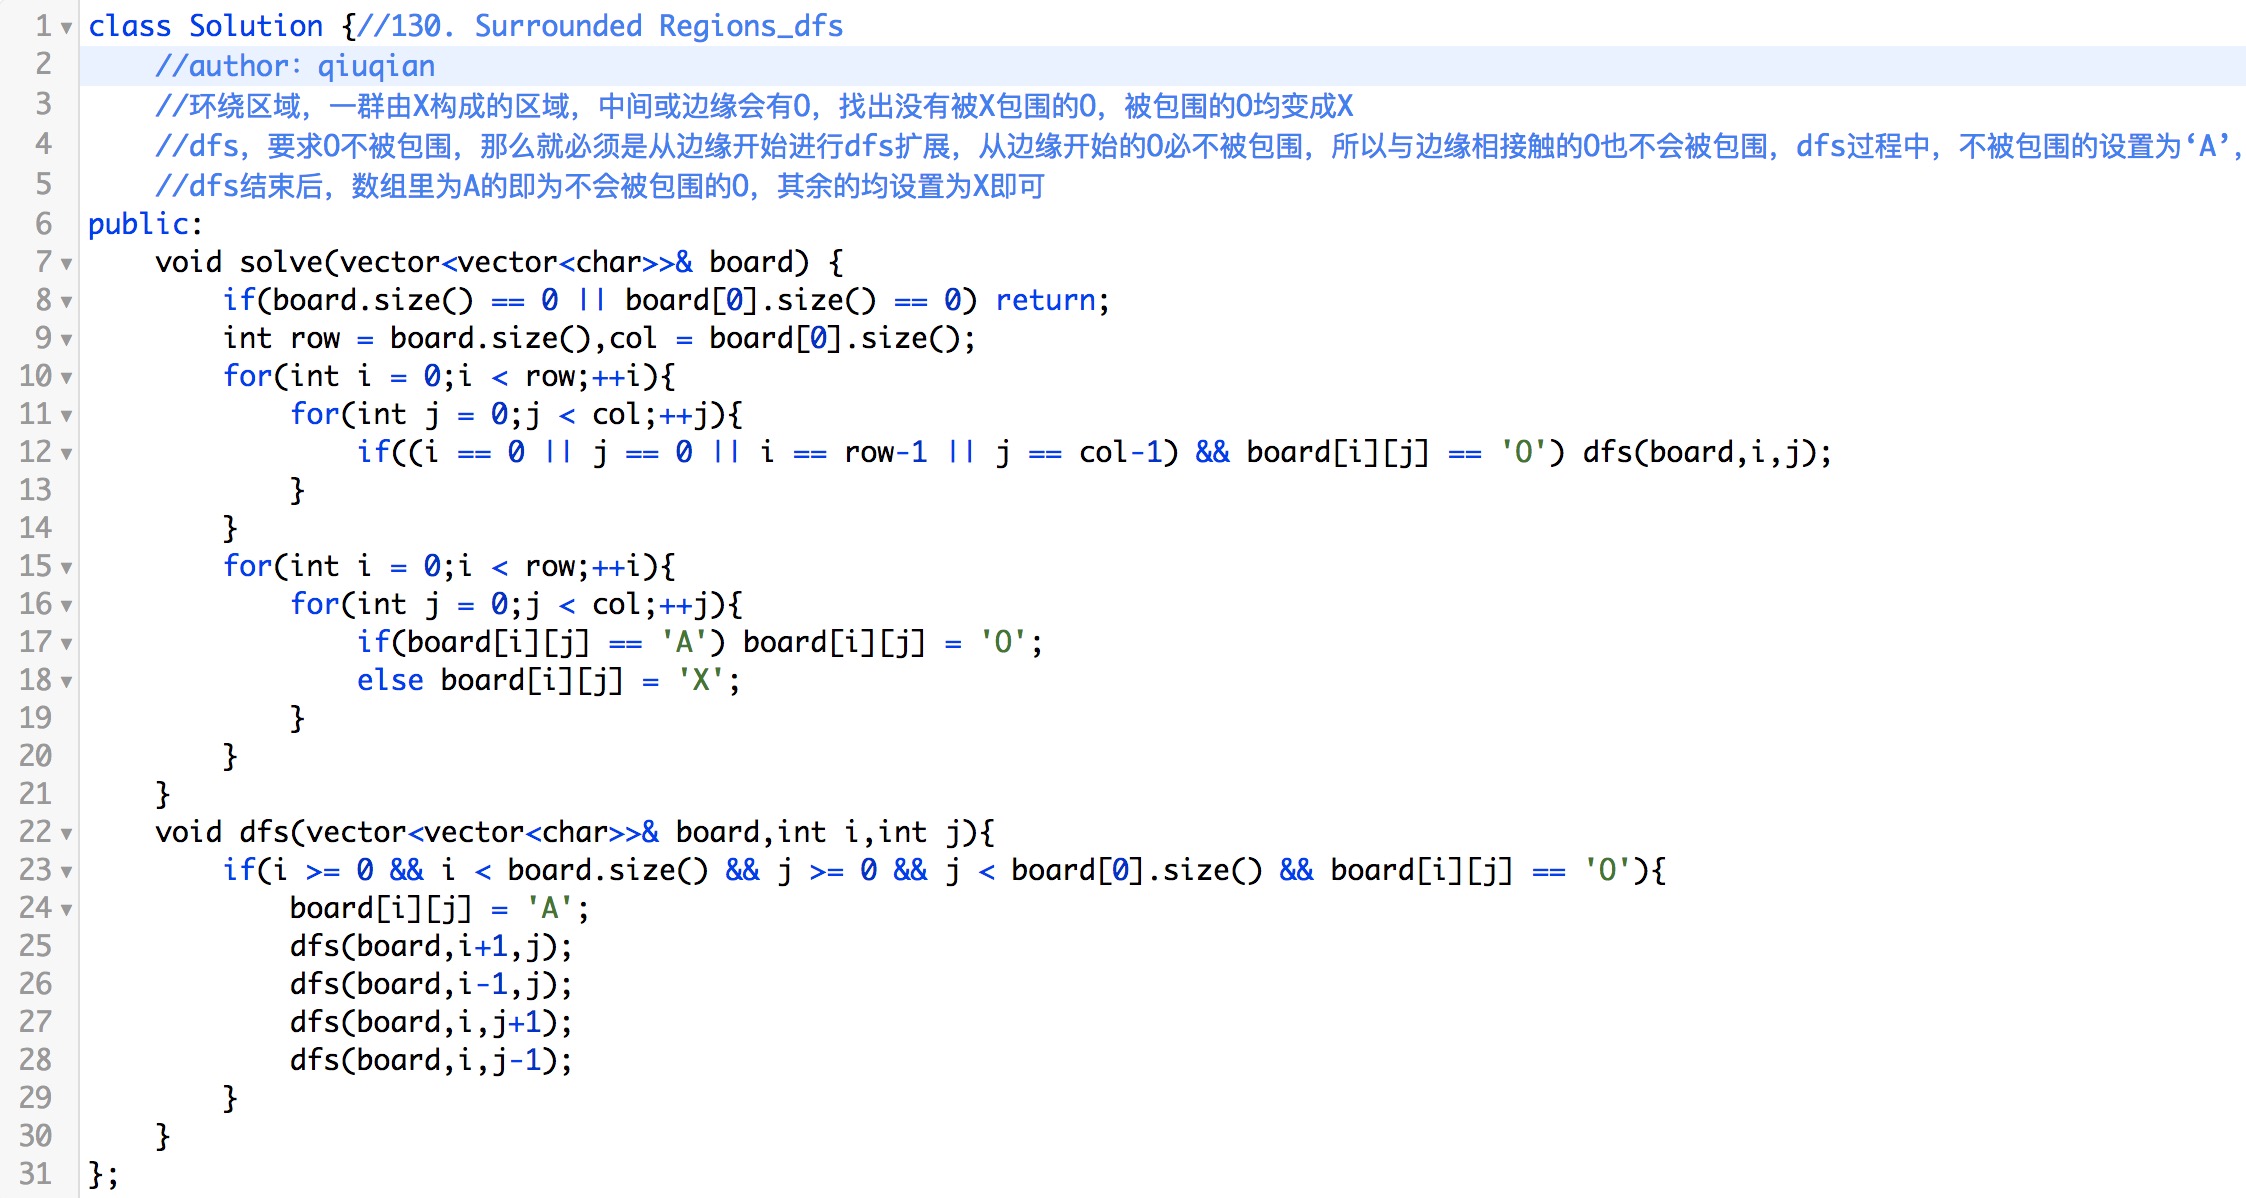 1 class Solution {//130. Surrounded Regions_dfs
2     //author：qiuqian
3     //环绕区域，一群由X构成的区域，中间或边缘会有O，找出没有被X包围的O，被包围的O均变成X
4     //dfs，要求O不被包围，那么就必须是从边缘开始进行dfs扩展，从边缘开始的O必不被包围，所以与边缘相接触的O也不会被包围，dfs过程中，不被包围的设置为‘A’，
5     //dfs结束后，数组里为A的即为不会被包围的O，其余的均设置为X即可
6 public:
7     void solve(vector<vector<char>>& board) {
8         if(board.size() == 0 || board[0].size() == 0) return;
9         int row = board.size(),col = board[0].size();
10         for(int i = 0;i < row;++i){
11             for(int j = 0;j < col;++j){
12                 if((i == 0 || j == 0 || i == row-1 || j == col-1) && board[i][j] == 'O') dfs(board,i,j);
13             }
14         }
15         for(int i = 0;i < row;++i){
16             for(int j = 0;j < col;++j){
17                 if(board[i][j] == 'A') board[i][j] = 'O';
18                 else board[i][j] = 'X';
19             }
20         }
21     }
22     void dfs(vector<vector<char>>& board,int i,int j){
23         if(i >= 0 && i < board.size() && j >= 0 && j < board[0].size() && board[i][j] == 'O'){
24             board[i][j] = 'A';
25             dfs(board,i+1,j);
26             dfs(board,i-1,j);
27             dfs(board,i,j+1);
28             dfs(board,i,j-1);
29         }
30     }
31 };